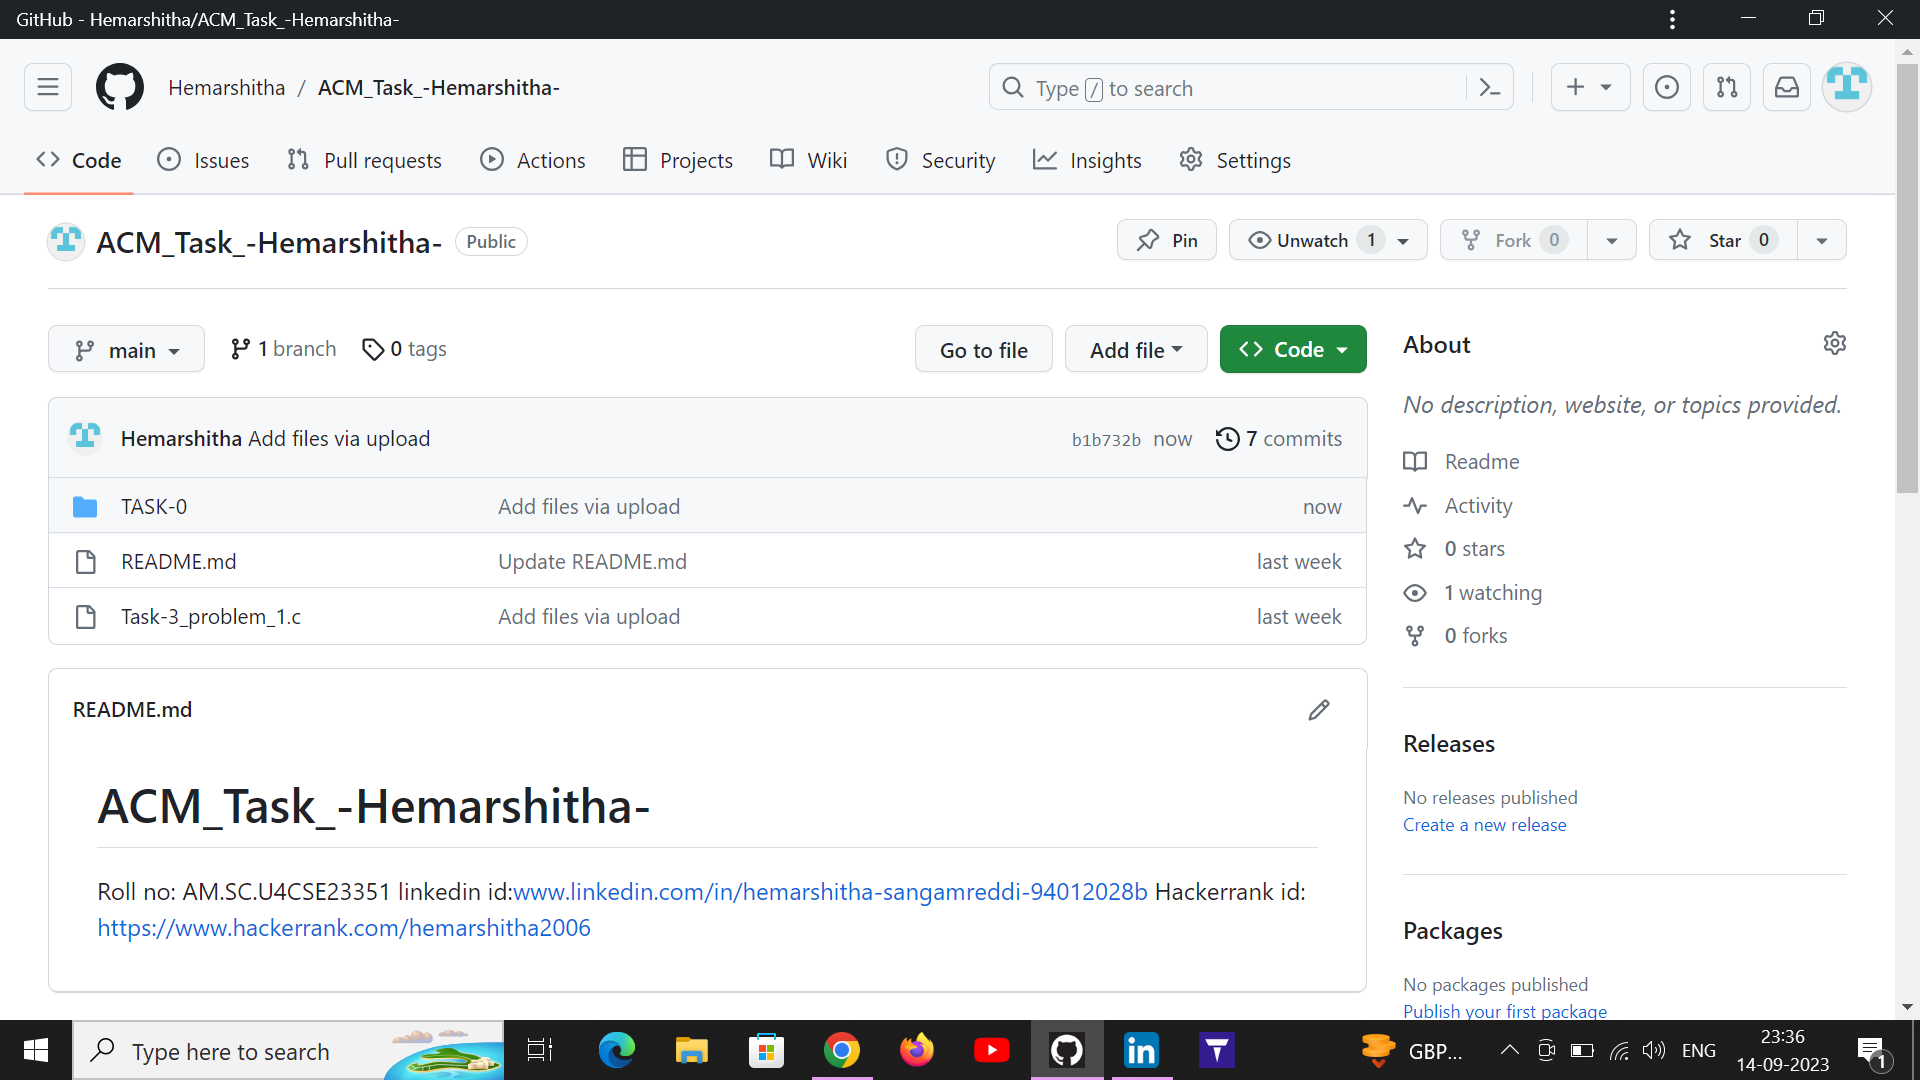 GitHub - Hemarshitha/ACM_Task_-Hemarshitha-
Hemarshitha / ACM_Task_-Hemarshitha-
Type / to search
Code Issues Pull requests Actions Projects Wiki Security Insights Settings
ACM_Task_-Hemarshitha- Public
Pin Unwatch 1 Fork 0 Star 0
main 1 branch 0 tags Go to file Add file Code
Hemarshitha Add files via upload b1b732b now 7 commits
TASK-0 Add files via upload now
README.md Update README.md last week
Task-3_problem_1.c Add files via upload last week
README.md
ACM_Task_-Hemarshitha-
Roll no: AM.SC.U4CSE23351 linkedin id:www.linkedin.com/in/hemarshitha-sangamreddi-94012028b Hackerrank id:
https://www.hackerrank.com/hemarshitha2006
About
No description, website, or topics provided.
Readme
Activity
0 stars
1 watching
0 forks
Releases
No releases published
Create a new release
Packages
No packages published
Publish your first package
Type here to search
GBP...
ENG
23:36
14-09-2023
1